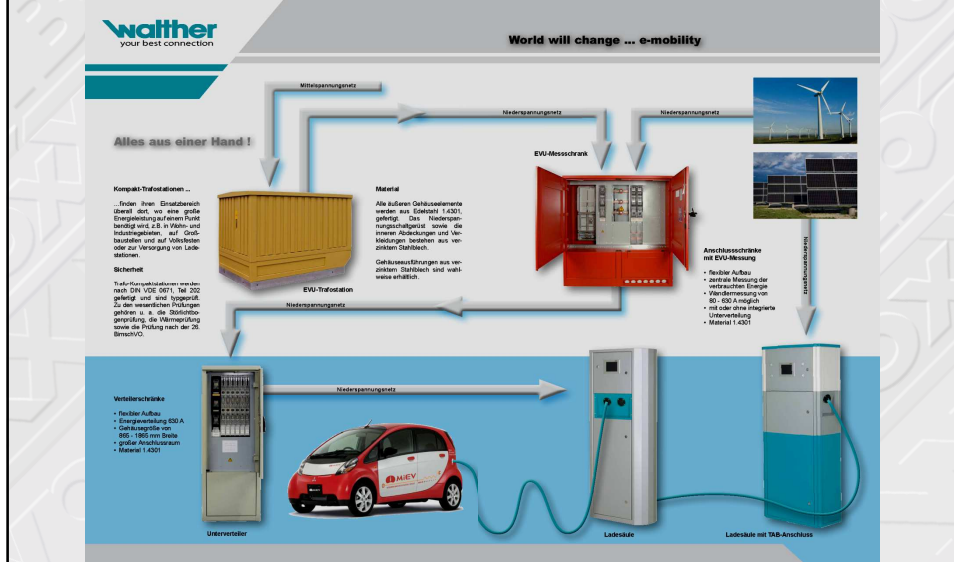 walther
your best connection
World will change ... e-mobility
Mittelspannungsnetz
Niederspannungsnetz
Niederspannungsnetz
Alles aus einer Hand !
EVU-Messschrank
Kompakt-Trafostationen ...
...finden ihren Einsatzbereich
überall dort, wo eine große
Energieleistung auf einem Punkt
benötigt wird, z.B. in Wohn- und
Industriegebieten, auf Groß-
baustellen und auf Volksfesten
oder zur Versorgung von Lade-
stationen.
Sicherheit
Trafo-Kompaktstationen werden
nach DIN VDE 0671, Teil 202
gefertigt und sind typgeprüft.
Zu den wesentlichen Prüfungen
gehören u. a. die Störlichtbo-
genprüfung, die Wärmeprüfung
sowie die Prüfung nach der 26.
BimschVO.
EVU-Trafostation
Material
Alle äußeren Gehäuseelemente
werden aus Edelstahl 1.4301,
gefertigt. Das Niederspan-
nungsschaltgerüst sowie die
inneren Abdeckungen und Ver-
kleidungen bestehen aus ver-
zinktem Stahlblech.
Gehäuseausführungen aus ver-
zinktem Stahlblech sind wahl-
weise erhältlich.
Anschlussschränke
mit EVU-Messung
• flexibler Aufbau
• zentrale Messung der
verbrauchten Energie
• Wandlermessung von
80 - 630 A möglich
• mit oder ohne integrierte
Unterverteilung
• Material 1.4301
Niederspannungsnetz
Niederspannungsnetz
Niederspannungsnetz
Verteilerschränke
• flexibler Aufbau
• Energieverteilung 630 A
• Gehäusegröße von
865 - 1865 mm Breite
• großer Anschlussraum
• Material 1.4301
MiEV
Unterverteiler
Ladesäule
Ladesäule mit TAB-Anschluss